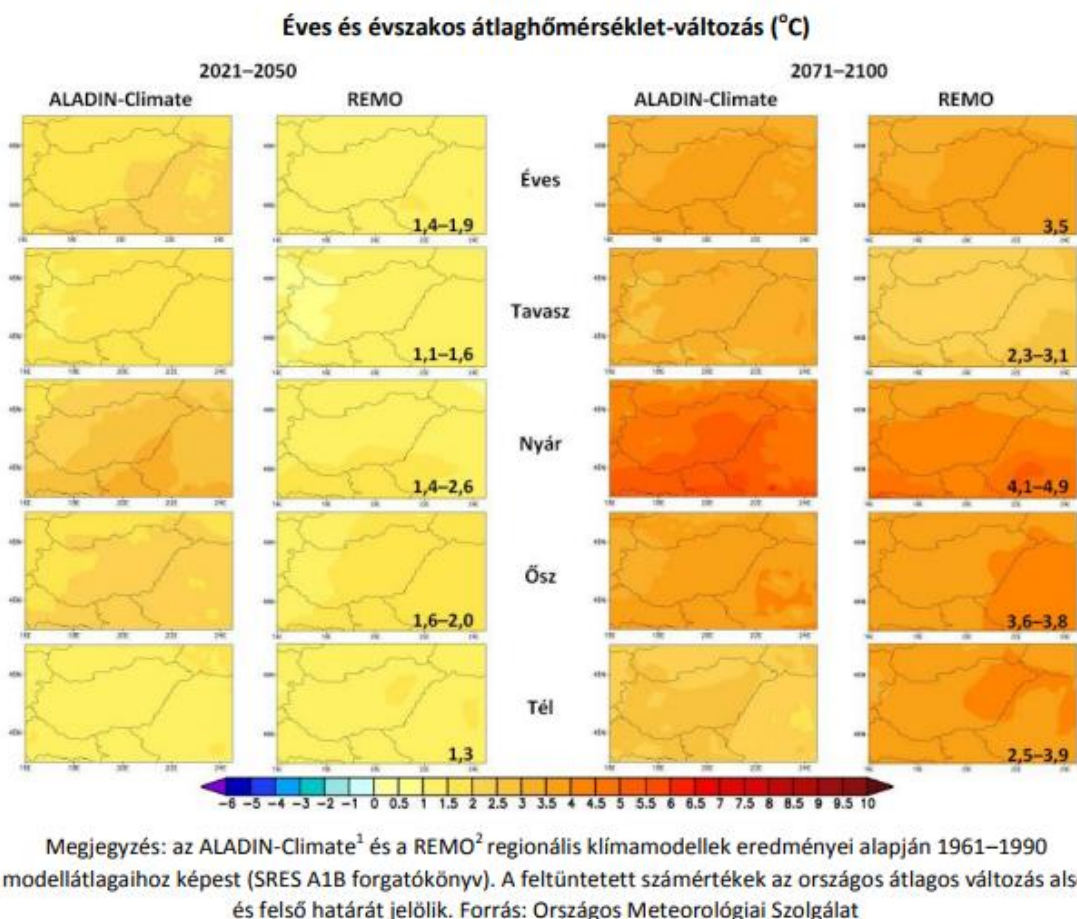 Éves és évszakos átlaghőmérséklet-változás (°C)
2021–2050 2071–2100
ALADIN-Climate REMO ALADIN-Climate REMO
Éves
1,4–1,9 3,5
Tavasz
1,1–1,6 2,3–3,1
Nyár
1,4–2,6 4,1–4,9
Ősz
1,6–2,0 3,6–3,8
Tél
1,3 2,5–3,9
-6 -5 -4 -3 -2 -1 0 0.5 1 1.5 2 2.5 3 3.5 4 4.5 5 5.5 6 6.5 7 7.5 8 8.5 9 9.5 10
Megjegyzés: az ALADIN-Climate¹ és a REMO² regionális klímamodellek eredményei alapján 1961–1990
modellátlagaihoz képest (SRES A1B forgatókönyv). A feltüntetett számértékek az országos átlagos változás als
és felső határát jelölik. Forrás: Országos Meteorológiai Szolgálat